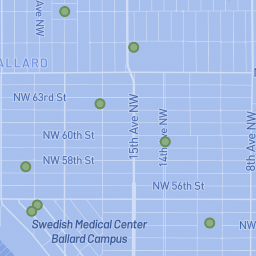 Ave NW
ALLARD
N
NW 63rd St
15th Ave NW
14th Ave NW
NW 60th St
NW 58th St
8th Ave NW
NW 56th St
Swedish Medical Center
Ballard Campus
N